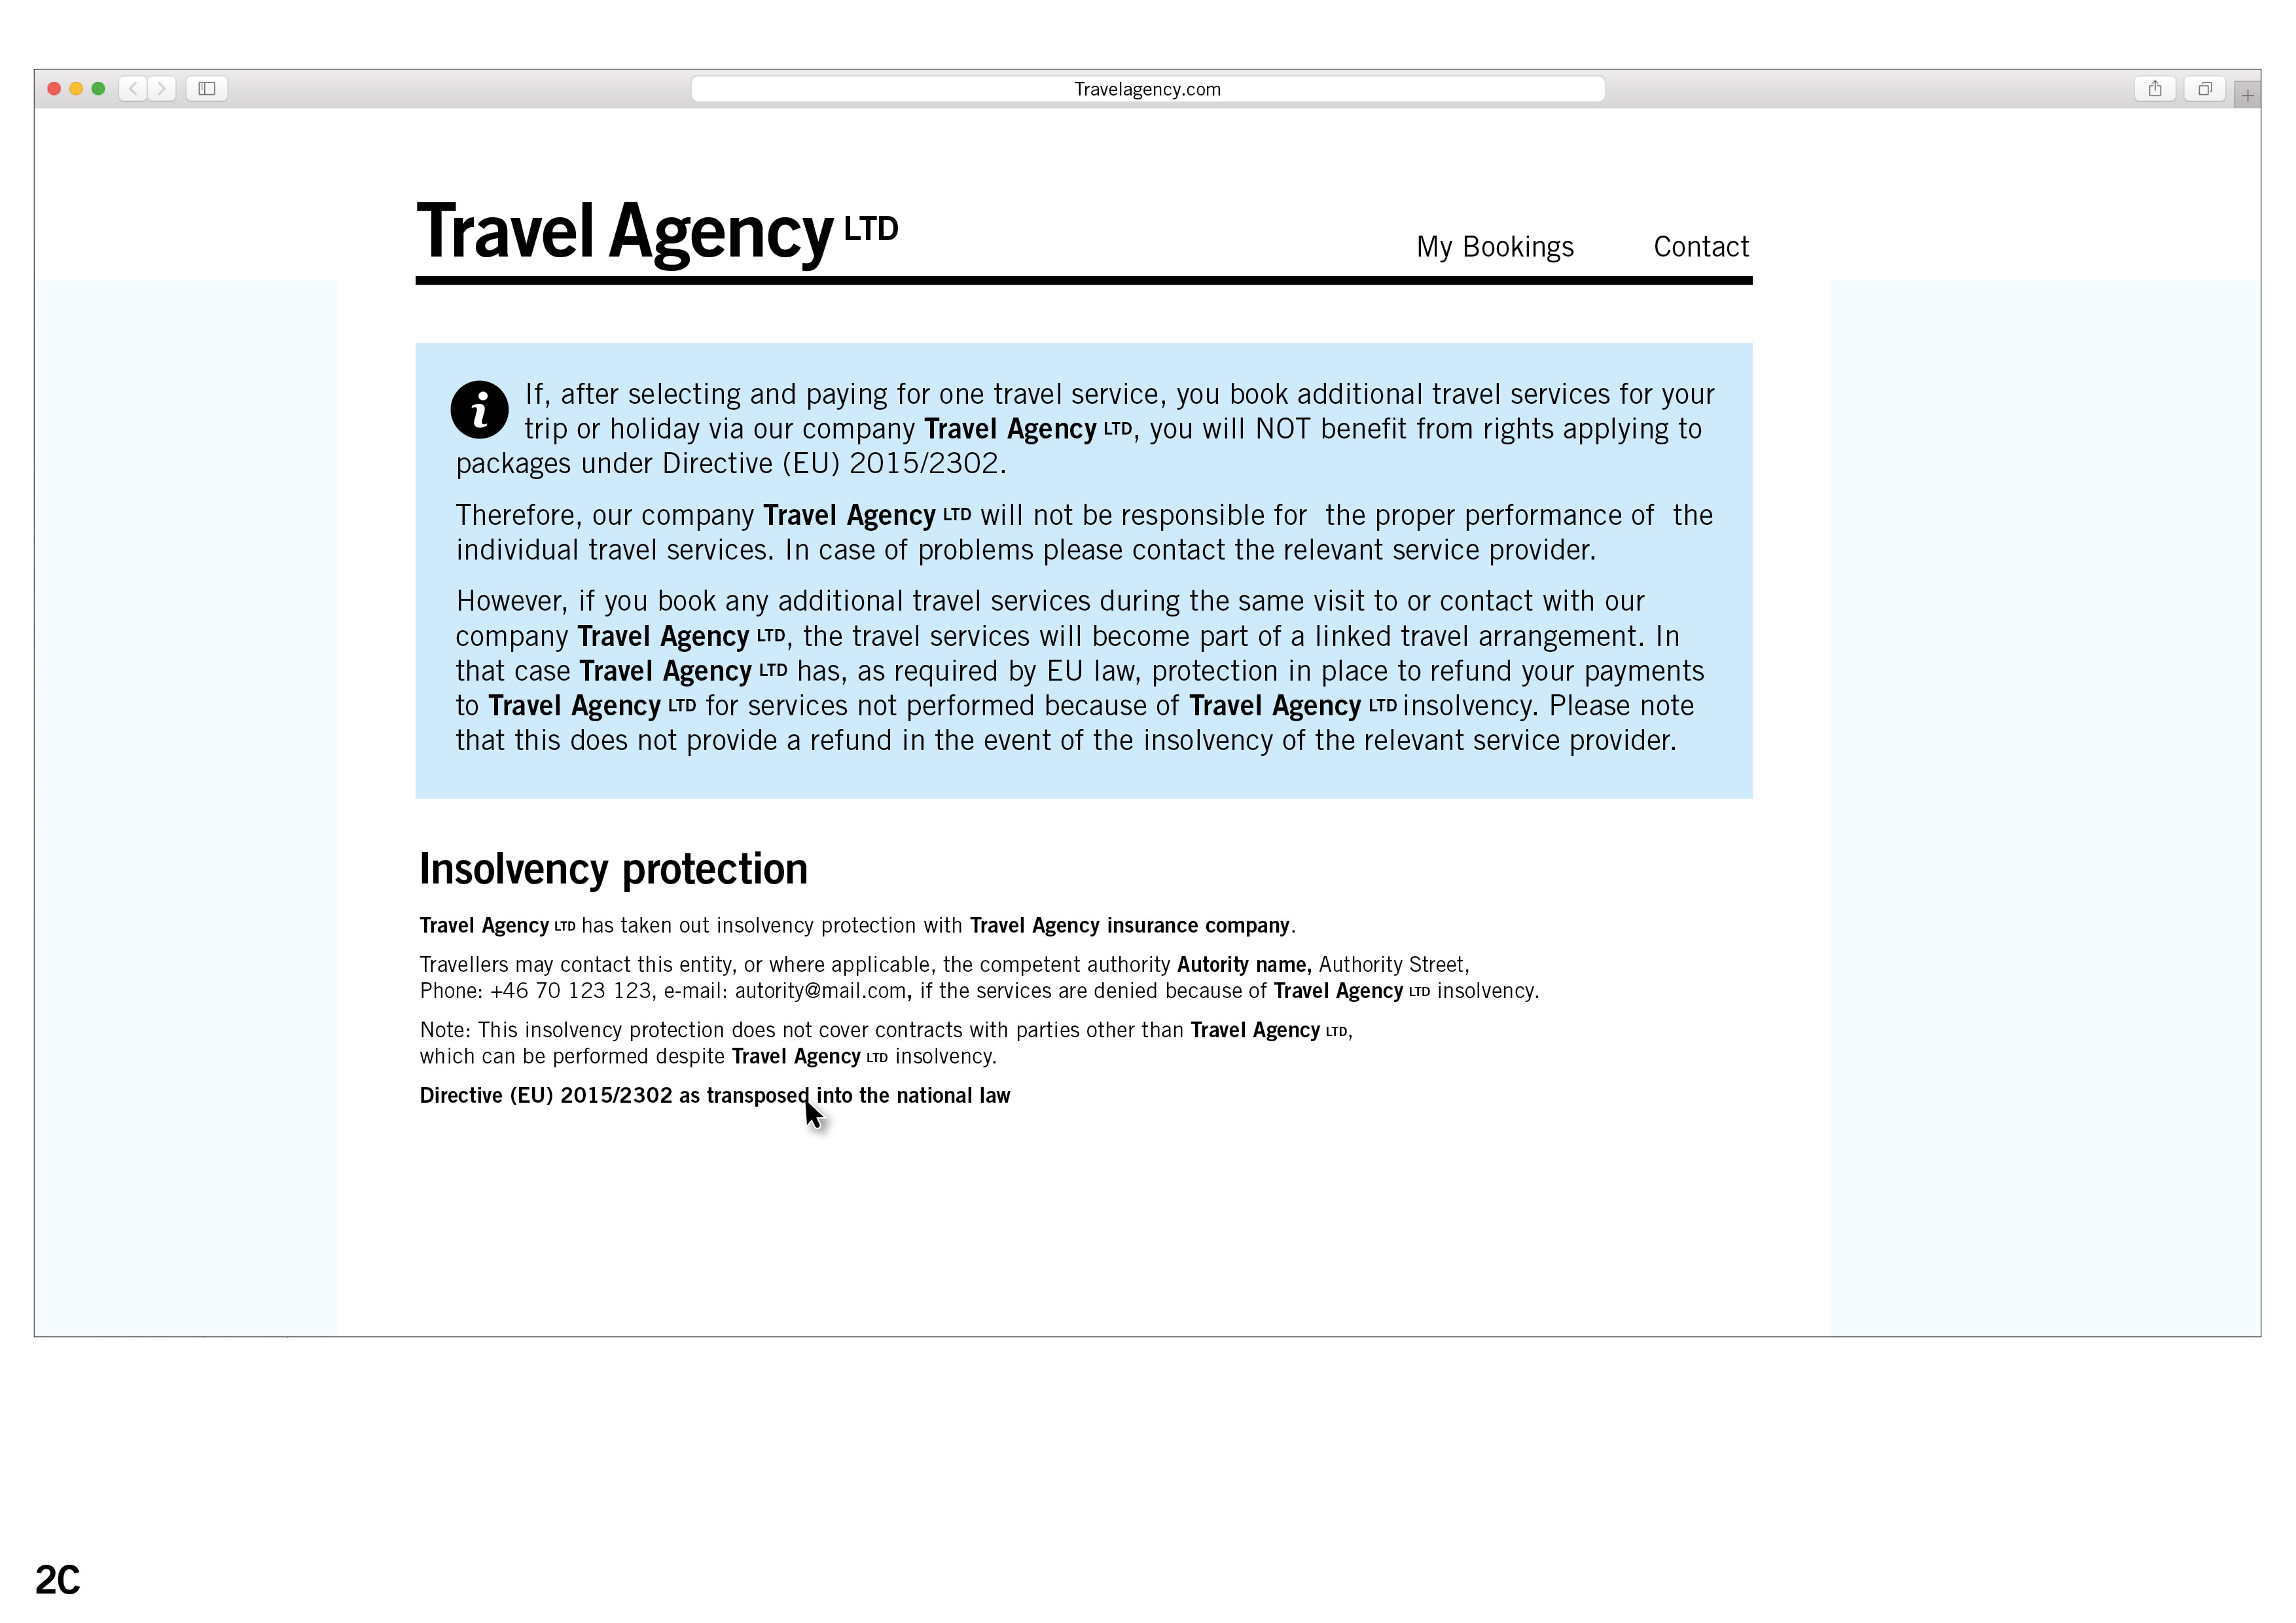 Travelagency.com
Travel Agency LTD
My Bookings Contact
If, after selecting and paying for one travel service, you book additional travel services for your
trip or holiday via our company Travel Agency LTD, you will NOT benefit from rights applying to
packages under Directive (EU) 2015/2302.
Therefore, our company Travel Agency LTD will not be responsible for the proper performance of the
individual travel services. In case of problems please contact the relevant service provider.
However, if you book any additional travel services during the same visit to or contact with our
company Travel Agency LTD, the travel services will become part of a linked travel arrangement. In
that case Travel Agency LTD has, as required by EU law, protection in place to refund your payments
to Travel Agency LTD for services not performed because of Travel Agency LTD insolvency. Please note
that this does not provide a refund in the event of the insolvency of the relevant service provider.
Insolvency protection
Travel Agency LTD has taken out insolvency protection with Travel Agency insurance company.
Travellers may contact this entity, or where applicable, the competent authority Autority name, Authority Street,
Phone: +46 70 123 123, e-mail: autority@mail.com, if the services are denied because of Travel Agency LTD insolvency.
Note: This insolvency protection does not cover contracts with parties other than Travel Agency LTD,
which can be performed despite Travel Agency LTD insolvency.
Directive (EU) 2015/2302 as transposed into the national law
2C